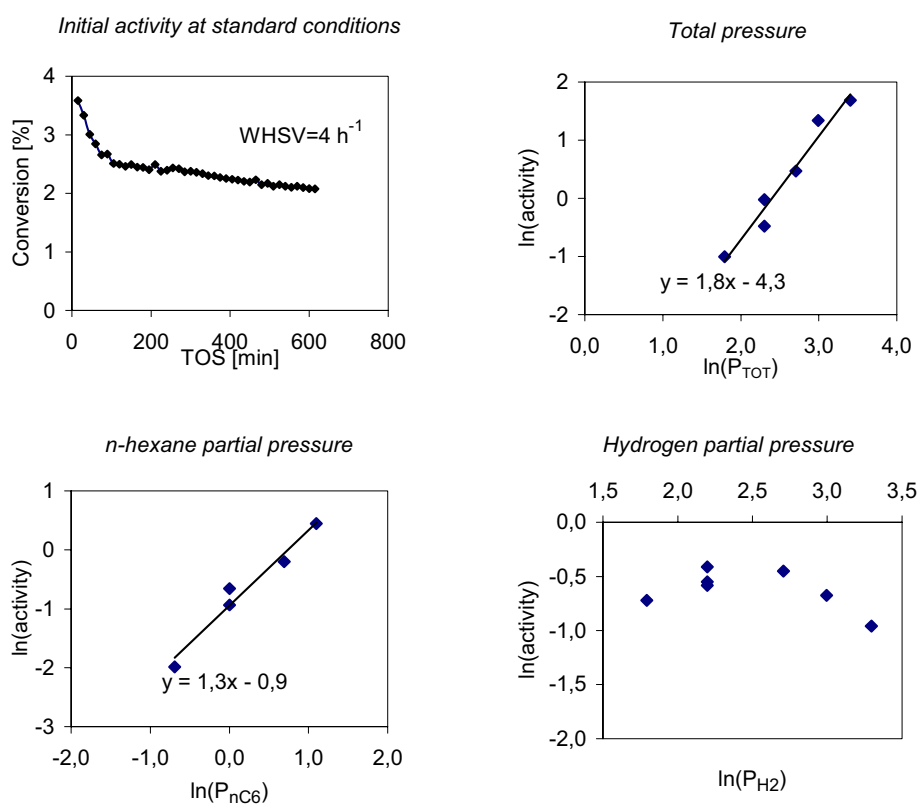 Initial activity at standard conditions
Conversion [%]
4
3
2
1
0
WHSV=4 h⁻¹
0 200 400 600 800
TOS [min]
Total pressure
ln(activity)
2
1
0
-1
-2
y = 1,8x - 4,3
0,0 1,0 2,0 3,0 4,0
ln(P_TOT)
n-hexane partial pressure
ln(activity)
1
0
-1
-2
-3
y = 1,3x - 0,9
-2,0 -1,0 0,0 1,0 2,0
ln(P_nC6)
Hydrogen partial pressure
1,5 2,0 2,5 3,0 3,5
ln(activity)
0,0
-0,5
-1,0
-1,5
-2,0
ln(P_H2)